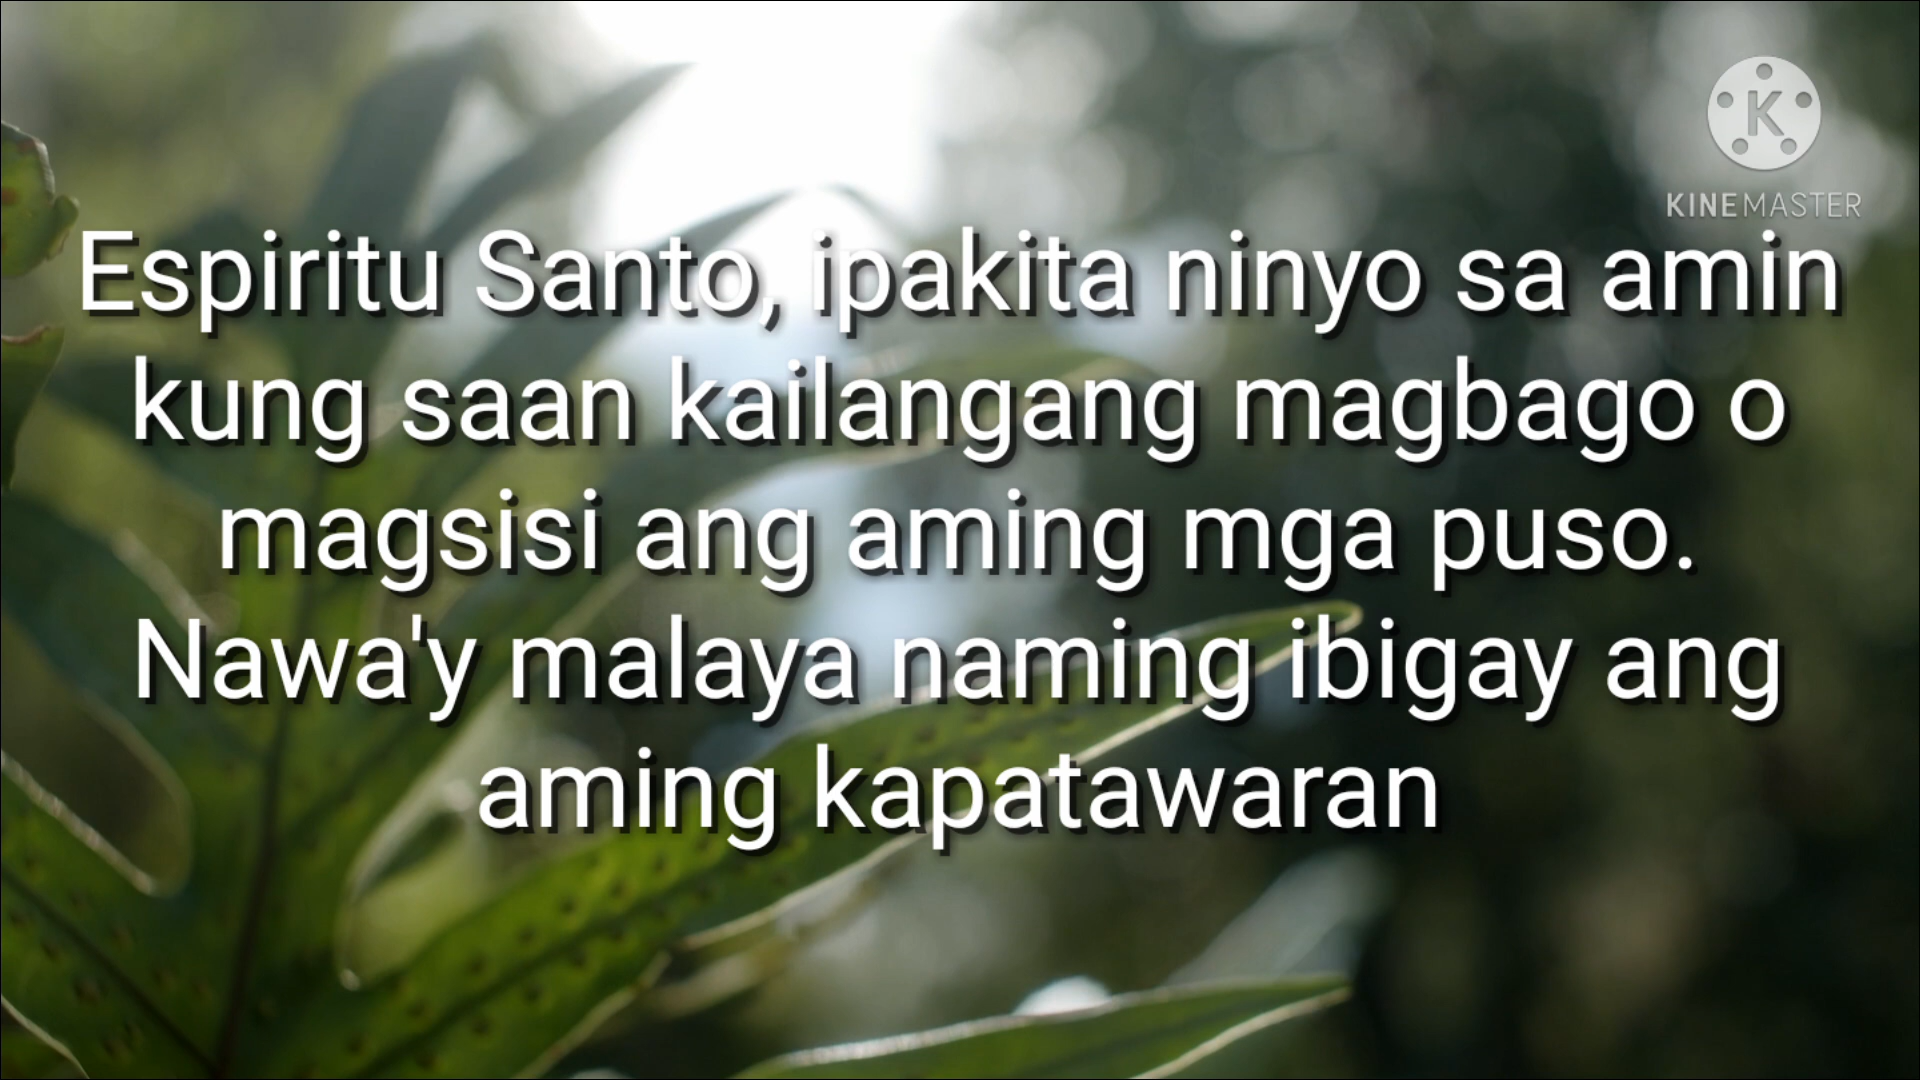 KINEMASTER
Espiritu Santo, ipakita ninyo sa amin
kung saan kailangang magbago o
magsisi ang aming mga puso.
Nawa'y malaya naming ibigay ang
aming kapatawaran